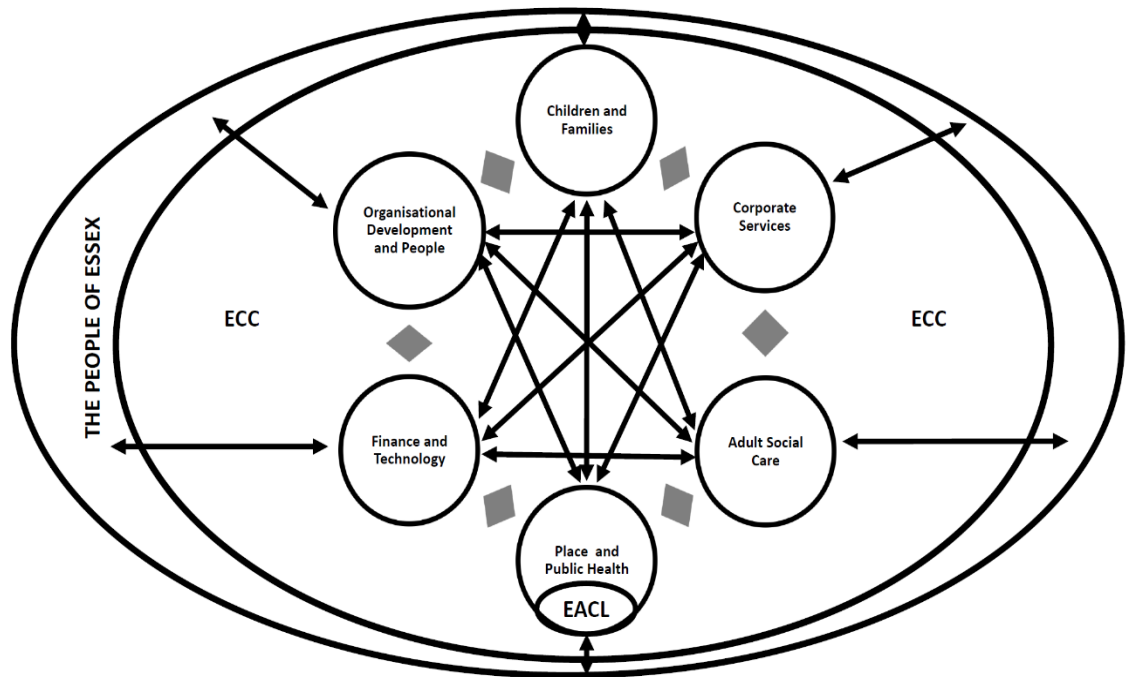 Children and
Families
Organisational
Development
and People
Corporate
Services
THE PEOPLE OF ESSEX
ECC
ECC
Finance and
Technology
Adult Social
Care
Place and
Public Health
EACL